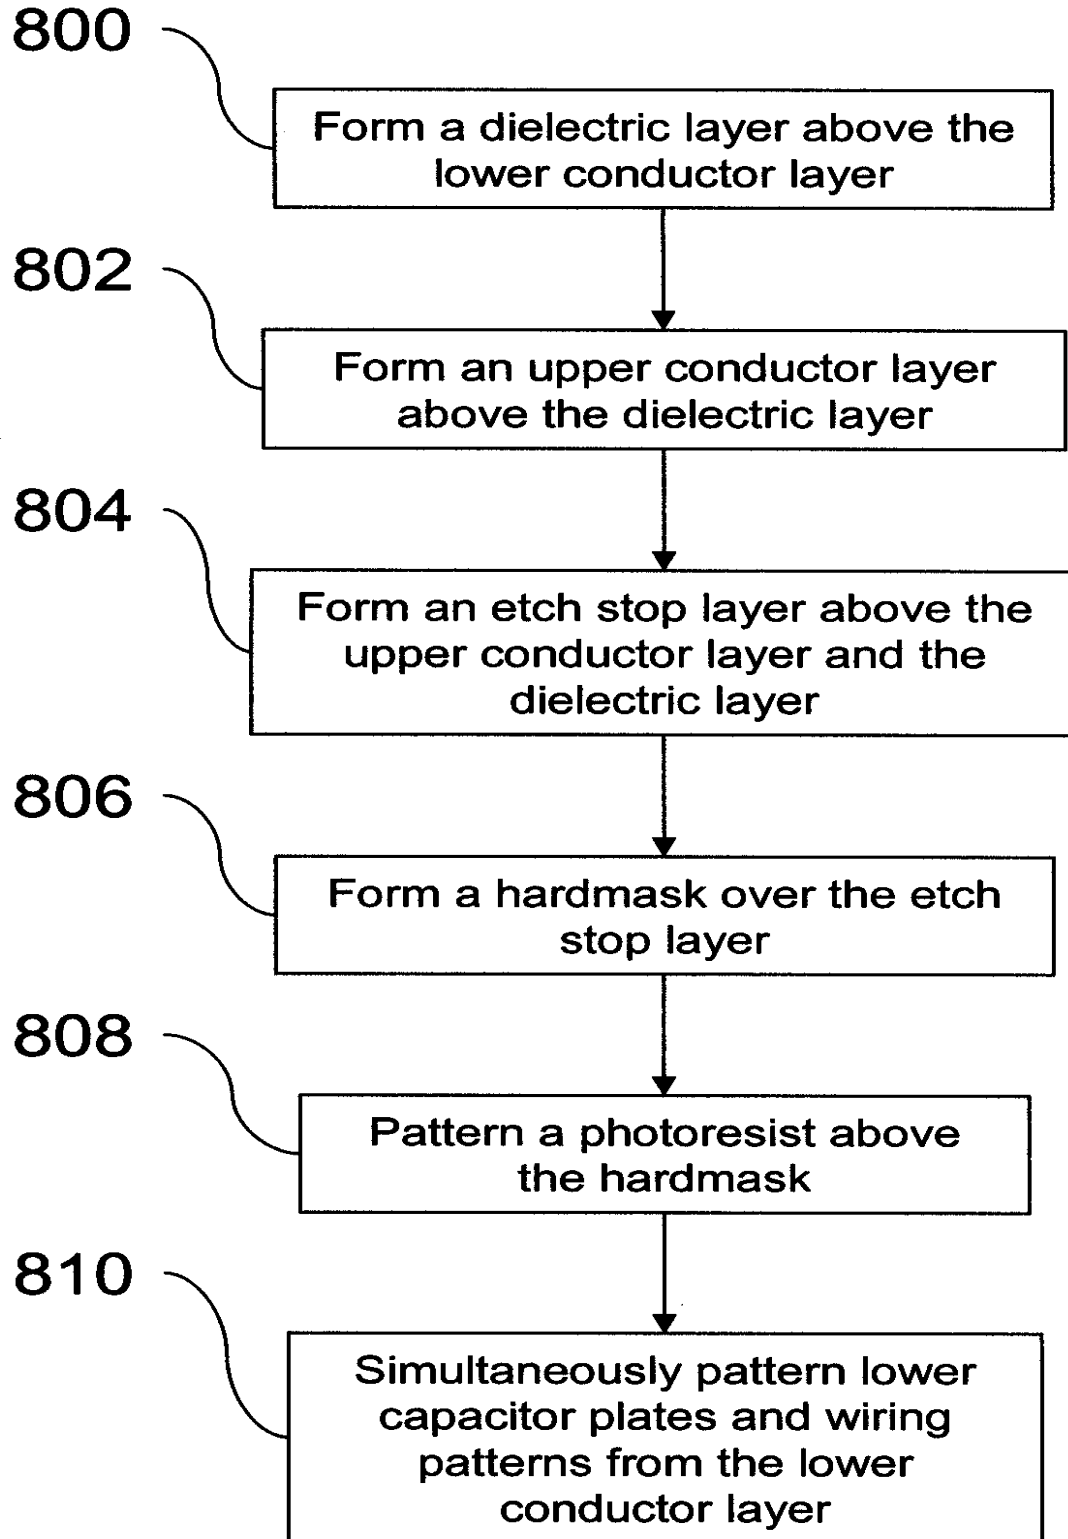 800
Form a dielectric layer above the
lower conductor layer
802
Form an upper conductor layer
above the dielectric layer
804
Form an etch stop layer above the
upper conductor layer and the
dielectric layer
806
Form a hardmask over the etch
stop layer
808
Pattern a photoresist above
the hardmask
810
Simultaneously pattern lower
capacitor plates and wiring
patterns from the lower
conductor layer